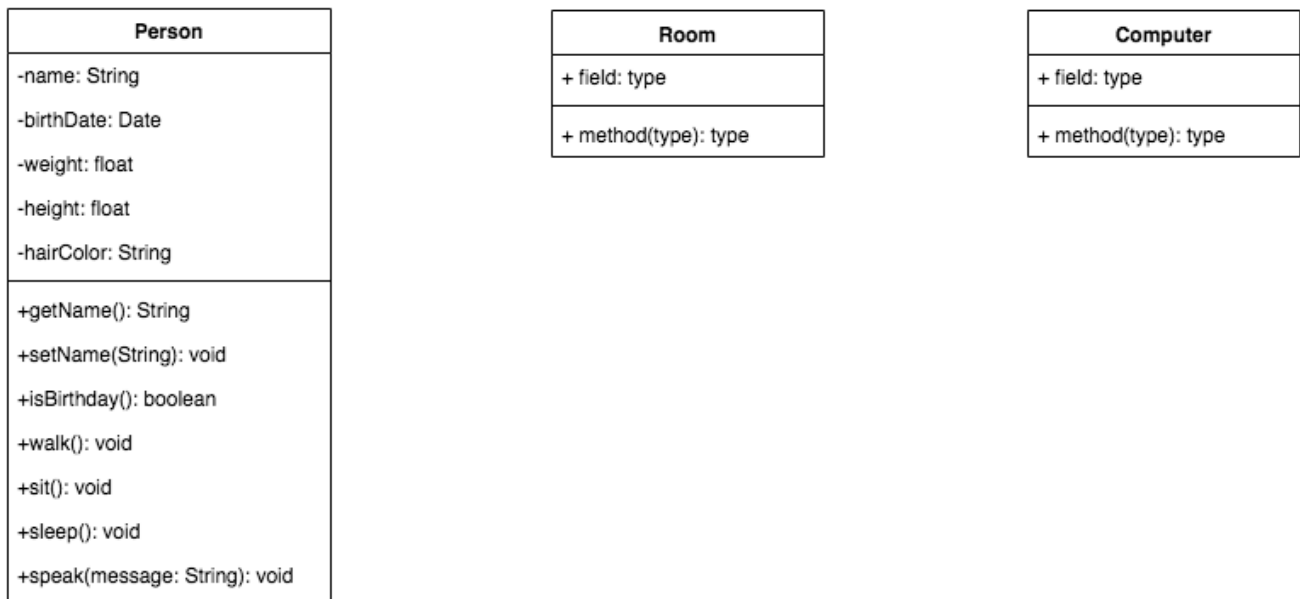 Person
-name: String
-birthDate: Date
-weight: float
-height: float
-hairColor: String
+getName(): String
+setName(String): void
+isBirthday(): boolean
+walk(): void
+sit(): void
+sleep(): void
+speak(message: String): void
Room
+ field: type
+ method(type): type
Computer
+ field: type
+ method(type): type